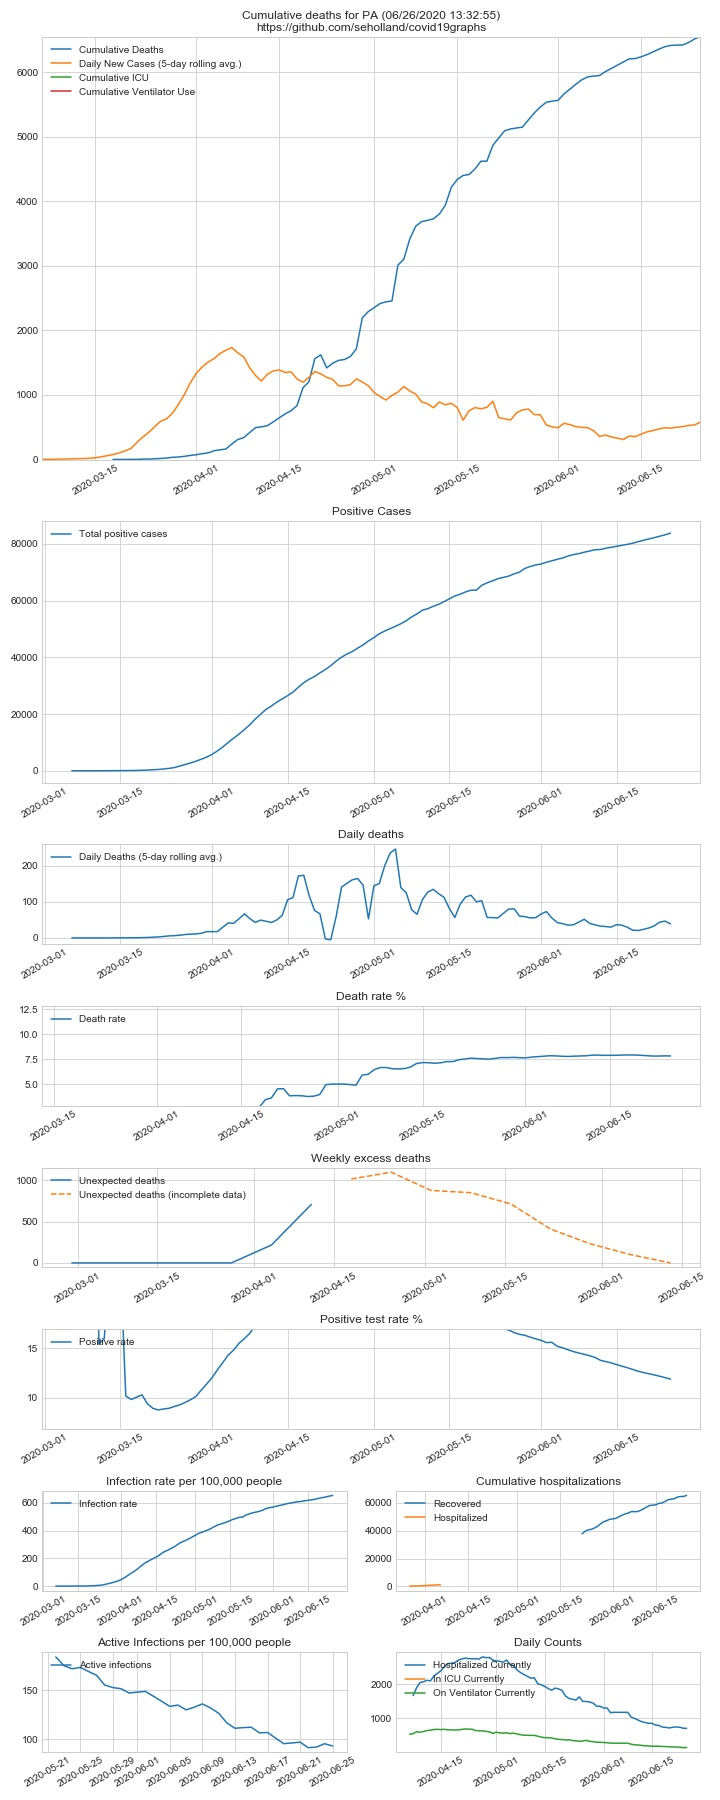 Cumulative deaths for PA (06/26/2020 13:32:55)
https://github.com/seholland/covid19graphs
Cumulative Deaths
Daily New Cases (5-day rolling avg.)
Cumulative ICU
Cumulative Ventilator Use
6000
5000
4000
3000
2000
1000
0
2020-03-15 2020-04-01 2020-04-15 2020-05-01 2020-05-15 2020-06-01 2020-06-15
Positive Cases
Total positive cases
80000
60000
40000
20000
0
2020-03-01 2020-03-15 2020-04-01 2020-04-15 2020-05-01 2020-05-15 2020-06-01 2020-06-15
Daily deaths
Daily Deaths (5-day rolling avg.)
200
100
0
2020-03-01 2020-03-15 2020-04-01 2020-04-15 2020-05-01 2020-05-15 2020-06-01 2020-06-15
Death rate %
12.5
Death rate
10.0
7.5
5.0
2020-03-15 2020-04-01 2020-04-15 2020-05-01 2020-05-15 2020-06-01 2020-06-15
Weekly excess deaths
1000
Unexpected deaths
Unexpected deaths (incomplete data)
500
0
2020-03-01 2020-03-15 2020-04-01 2020-04-15 2020-05-01 2020-05-15 2020-06-01 2020-06-15
Positive test rate %
Positive rate
15
10
2020-03-01 2020-03-15 2020-04-01 2020-04-15 2020-05-01 2020-05-15 2020-06-01 2020-06-15
Infection rate per 100,000 people
Infection rate
600
400
200
0
2020-03-01 2020-03-15 2020-04-01 2020-04-15 2020-05-01 2020-05-15 2020-06-01 2020-06-15
Cumulative hospitalizations
Recovered
Hospitalized
60000
40000
20000
0
2020-04-01 2020-04-15 2020-05-01 2020-05-15 2020-06-01 2020-06-15
Active Infections per 100,000 people
Active infections
150
100
2020-05-21 2020-05-25 2020-05-29 2020-06-01 2020-06-05 2020-06-09 2020-06-13 2020-06-17 2020-06-21 2020-06-25
Daily Counts
Hospitalized Currently
In ICU Currently
On Ventilator Currently
2000
1000
2020-04-15 2020-05-01 2020-05-15 2020-06-01 2020-06-15